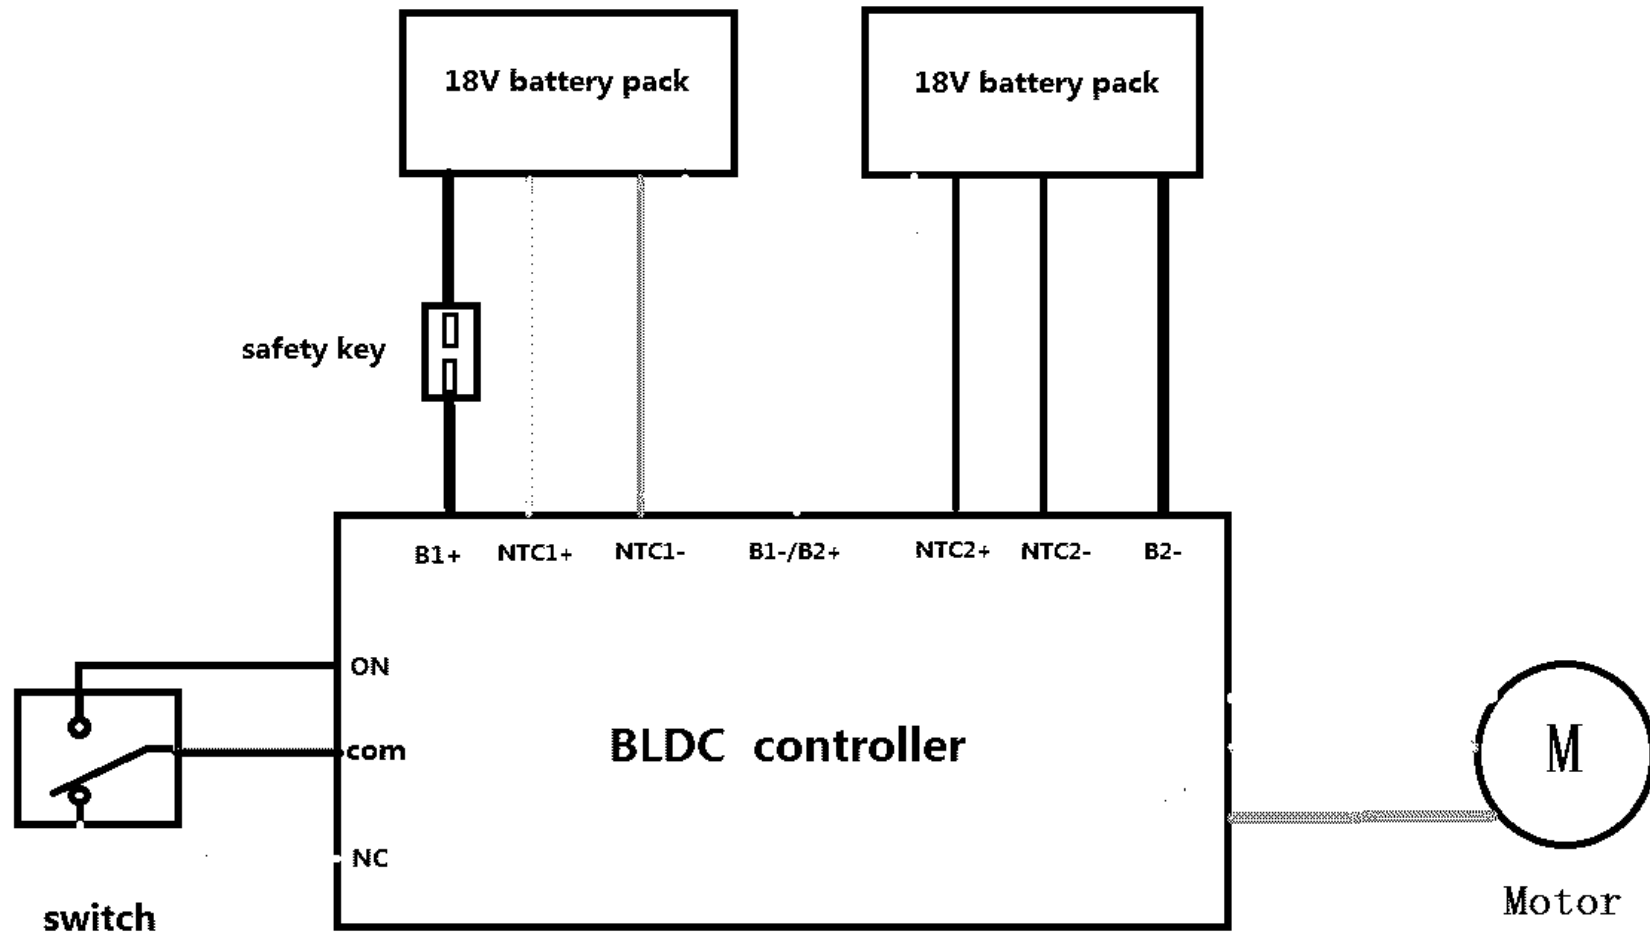 18V battery pack
18V battery pack
safety key
B1+
NTC1+
NTC1-
B1-/B2+
NTC2+
NTC2-
B2-
ON
com
BLDC controller
NC
M
switch
Motor